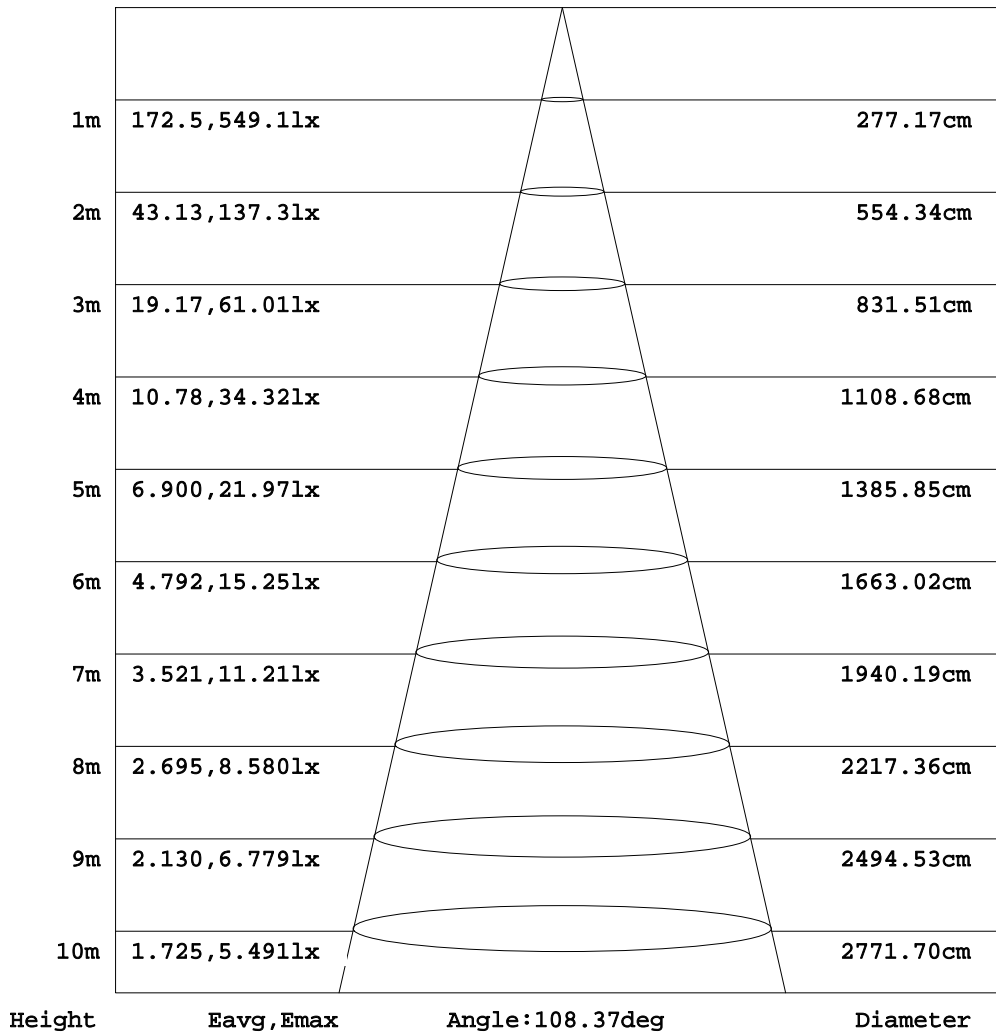 1m 172.5,549.1lx 277.17cm
2m 43.13,137.3lx 554.34cm
3m 19.17,61.01lx 831.51cm
4m 10.78,34.32lx 1108.68cm
5m 6.900,21.97lx 1385.85cm
6m 4.792,15.25lx 1663.02cm
7m 3.521,11.21lx 1940.19cm
8m 2.695,8.580lx 2217.36cm
9m 2.130,6.779lx 2494.53cm
10m 1.725,5.491lx 2771.70cm
Height Eavg,Emax Angle:108.37deg Diameter